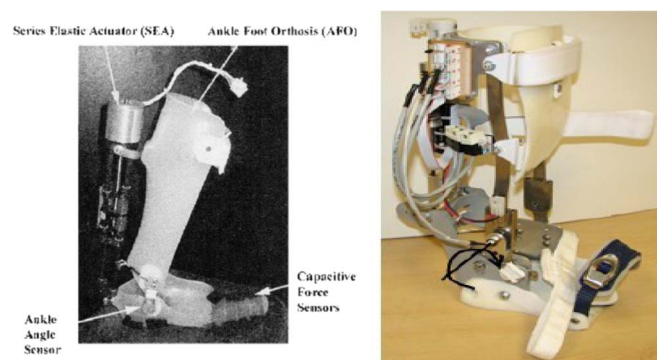 Series Elastic Actuator (SEA)
Ankle Foot Orthosis (AFO)
Capacitive
Force
Sensors
Ankle
Angle
Sensor